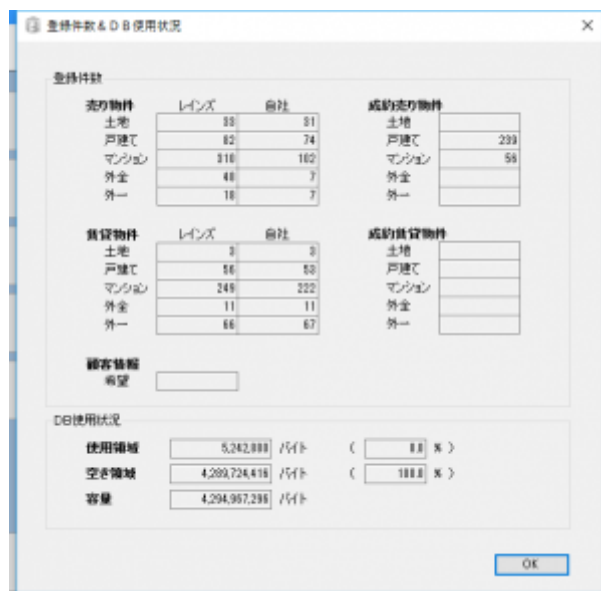 登録件数&DB使用状況
登録件数
売り物件 レインズ 自社 成約売り物件
土地 33 31 土地
戸建て 82 74 戸建て 239
マンション 310 102 マンション 56
外全 40 7 外全
外一 10 7 外一
賃貸物件 レインズ 自社 成約賃貸物件
土地 3 3 土地
戸建て 56 53 戸建て
マンション 249 222 マンション
外全 11 11 外全
外一 66 67 外一
顧客情報
希望
DB使用状況
使用領域 5,242,880 バイト ( 0.0 % )
空き領域 4,289,724,416 バイト ( 100.0 % )
容量 4,294,967,296 バイト
OK